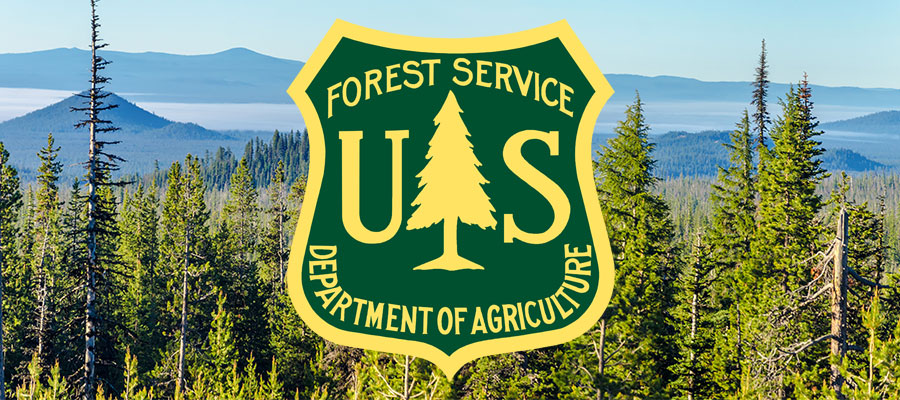 FOREST SERVICE
U S
DEPARTMENT OF AGRICULTURE